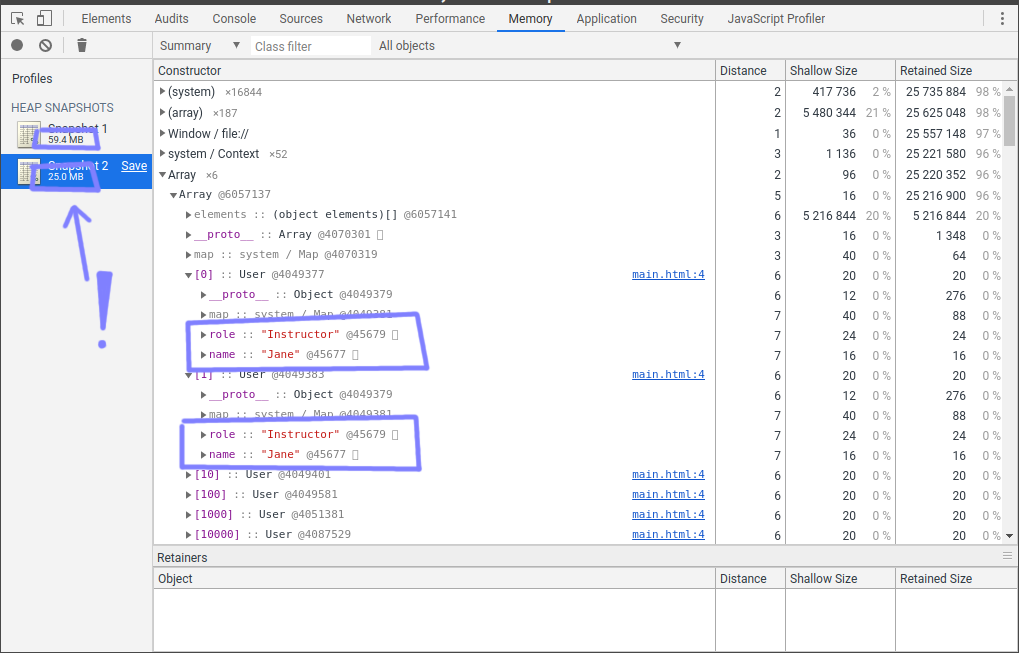 Elements Audits Console Sources Network Performance Memory Application Security JavaScript Profiler
Summary ▼ Class filter All objects ▼
Profiles
HEAP SNAPSHOTS
Snapshot 1
59.4 MB
Snapshot 2 Save
25.0 MB
Constructor Distance Shallow Size Retained Size
▶(system) ×16844 2 417 736 2 % 25 735 884 98 %
▶(array) ×187 2 5 480 344 21 % 25 625 048 98 %
▶Window / file:// 1 36 0 % 25 557 148 97 %
▶system / Context ×52 3 1 136 0 % 25 221 580 96 %
▼Array ×6 2 96 0 % 25 220 352 96 %
▼Array @6057137 5 16 0 % 25 216 900 96 %
▶elements :: (object elements)[] @6057141 6 5 216 844 20 % 5 216 844 20 %
▶__proto__ :: Array @4070301 3 16 0 % 1 348 0 %
▶map :: system / Map @4070319 3 40 0 % 64 0 %
▼[0] :: User @4049377 main.html:4 6 20 0 % 20 0 %
▶__proto__ :: Object @4049379 6 12 0 % 276 0 %
▶map :: system / Map @4049381 7 40 0 % 88 0 %
▶role :: "Instructor" @45679 7 24 0 % 24 0 %
▶name :: "Jane" @45677 7 16 0 % 16 0 %
▼[1] :: User @4049383 main.html:4 6 20 0 % 20 0 %
▶__proto__ :: Object @4049379 6 12 0 % 276 0 %
▶map :: system / Map @4049381 7 40 0 % 88 0 %
▶role :: "Instructor" @45679 7 24 0 % 24 0 %
▶name :: "Jane" @45677 7 16 0 % 16 0 %
▶[10] :: User @4049401 main.html:4 6 20 0 % 20 0 %
▶[100] :: User @4049581 main.html:4 6 20 0 % 20 0 %
▶[1000] :: User @4051381 main.html:4 6 20 0 % 20 0 %
▶[10000] :: User @4087529 main.html:4 6 20 0 % 20 0 %
!
Retainers
Object Distance Shallow Size Retained Size